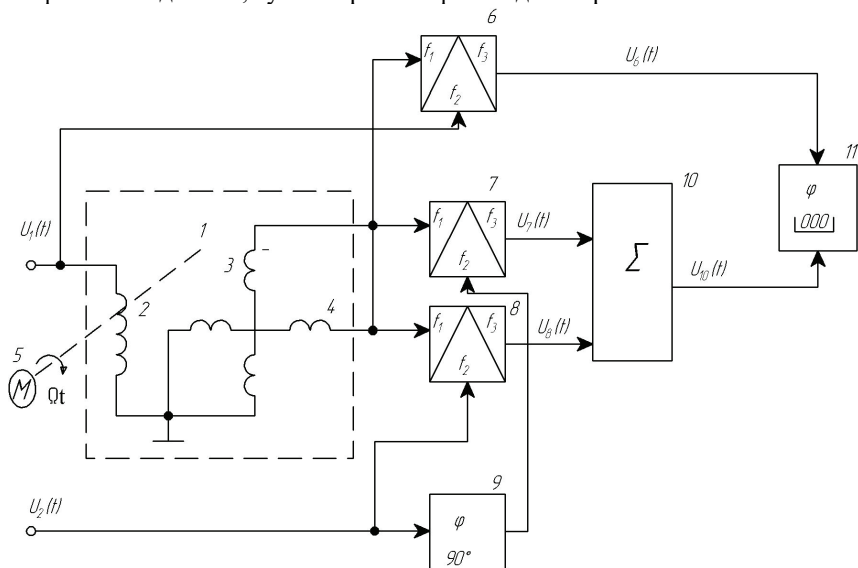 6
f₁ f₃
f₂
U₆(t)
11
φ
000
7
f₁ f₃
f₂
U₇(t)
10
Σ
U₁₀(t)
U₁(t)
1
3
2
4
5
M
Ωt
8
f₁ f₃
f₂
U₈(t)
9
U₂(t)
φ
90°